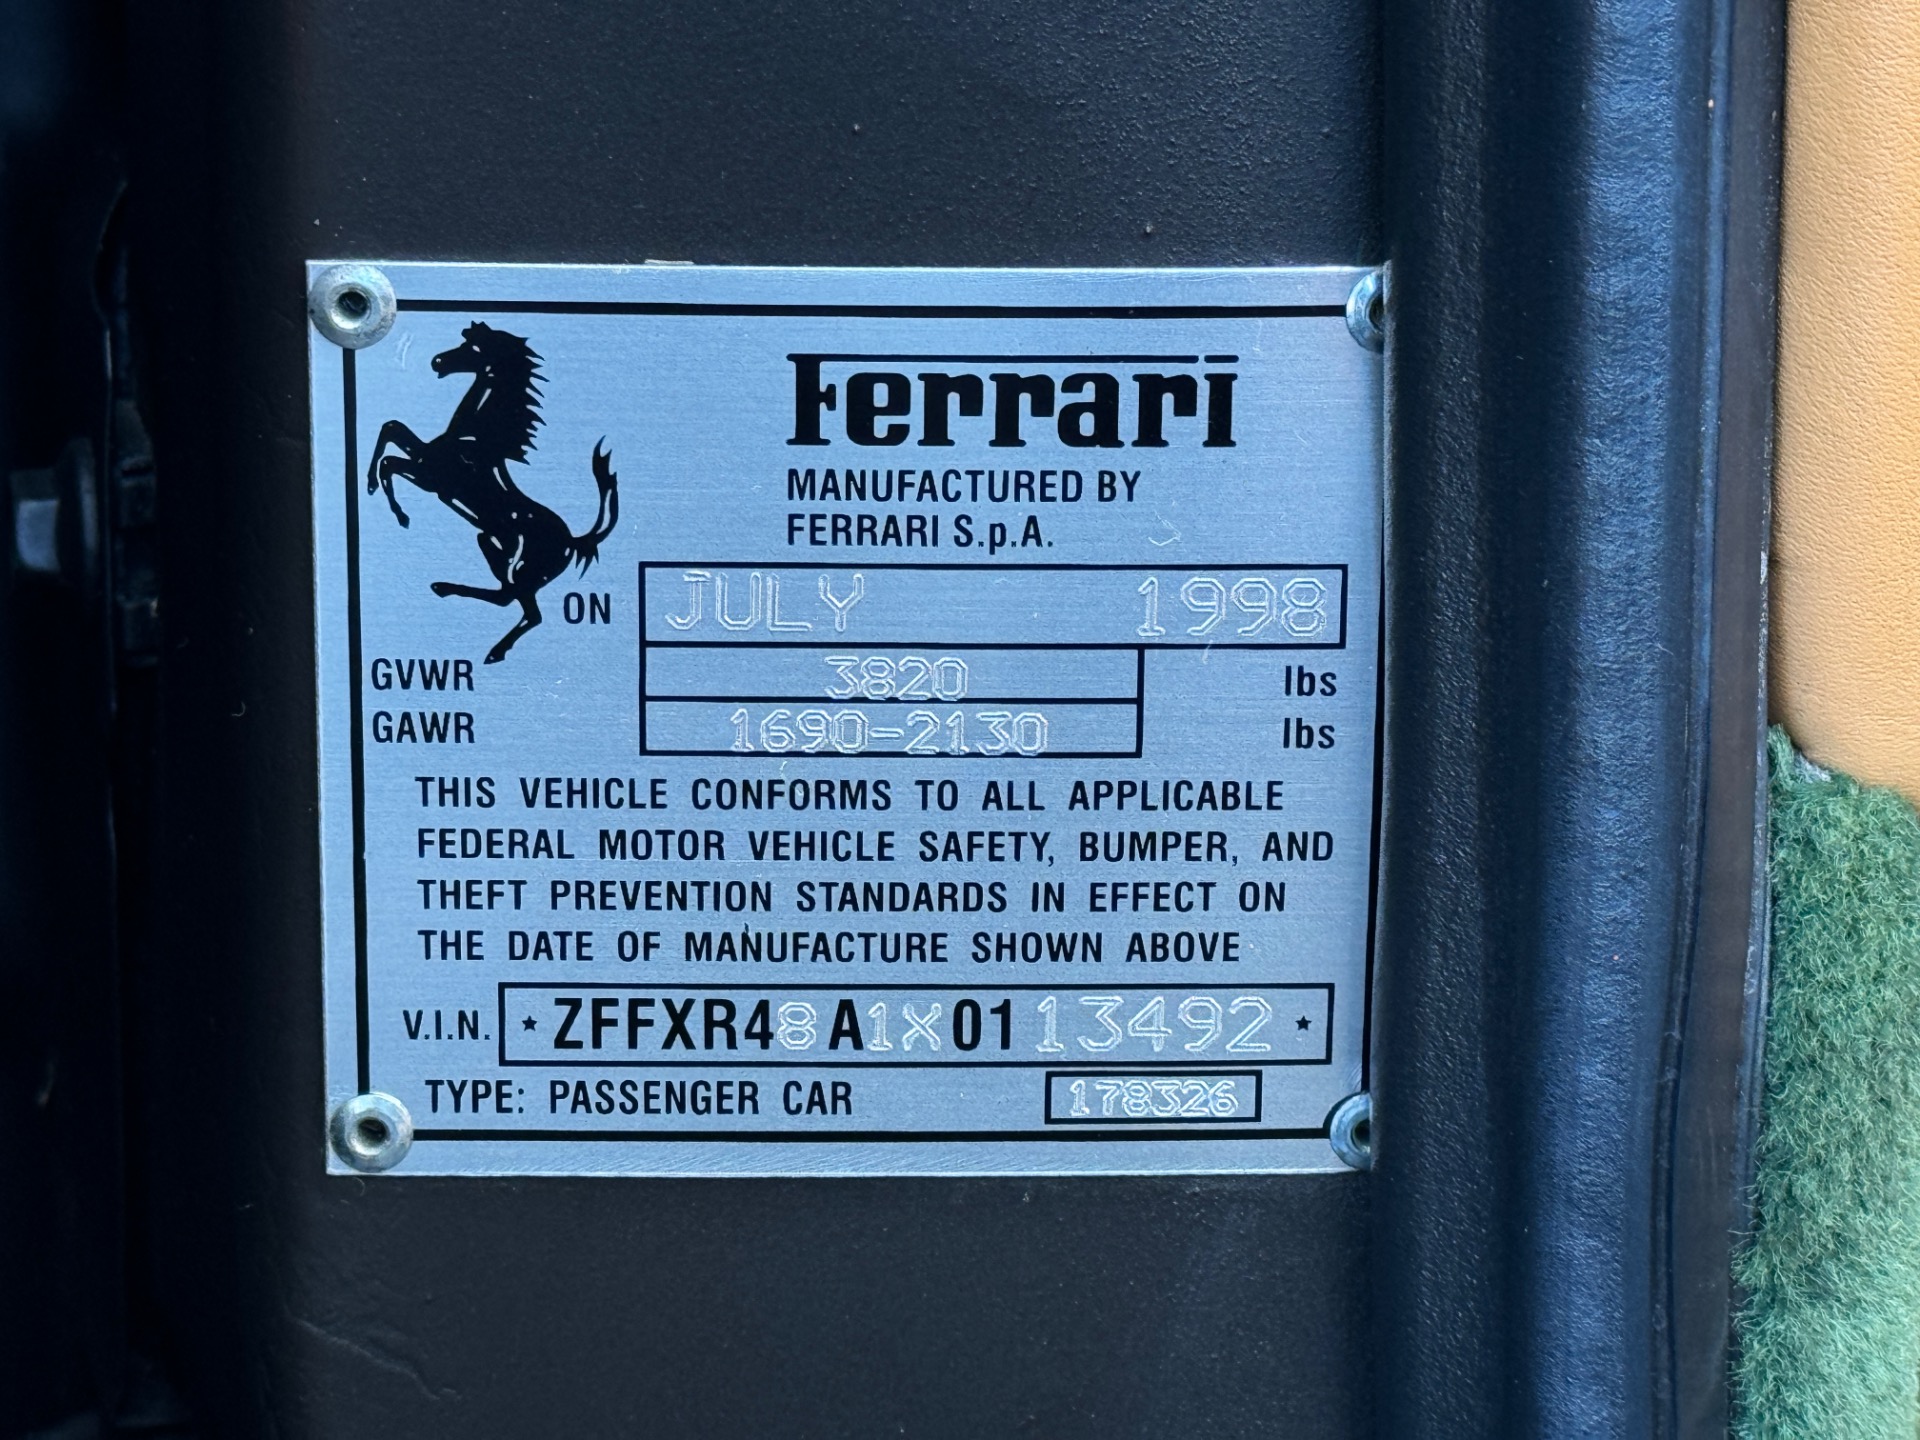 Ferrari
MANUFACTURED BY
FERRARI S.p.A.
ON JULY 1998
GVWR 3820 lbs
GAWR 1690-2130 lbs
THIS VEHICLE CONFORMS TO ALL APPLICABLE
FEDERAL MOTOR VEHICLE SAFETY, BUMPER, AND
THEFT PREVENTION STANDARDS IN EFFECT ON
THE DATE OF MANUFACTURE SHOWN ABOVE
V.I.N. ★ ZFFXR48A1X0113492 ★
TYPE: PASSENGER CAR 178326